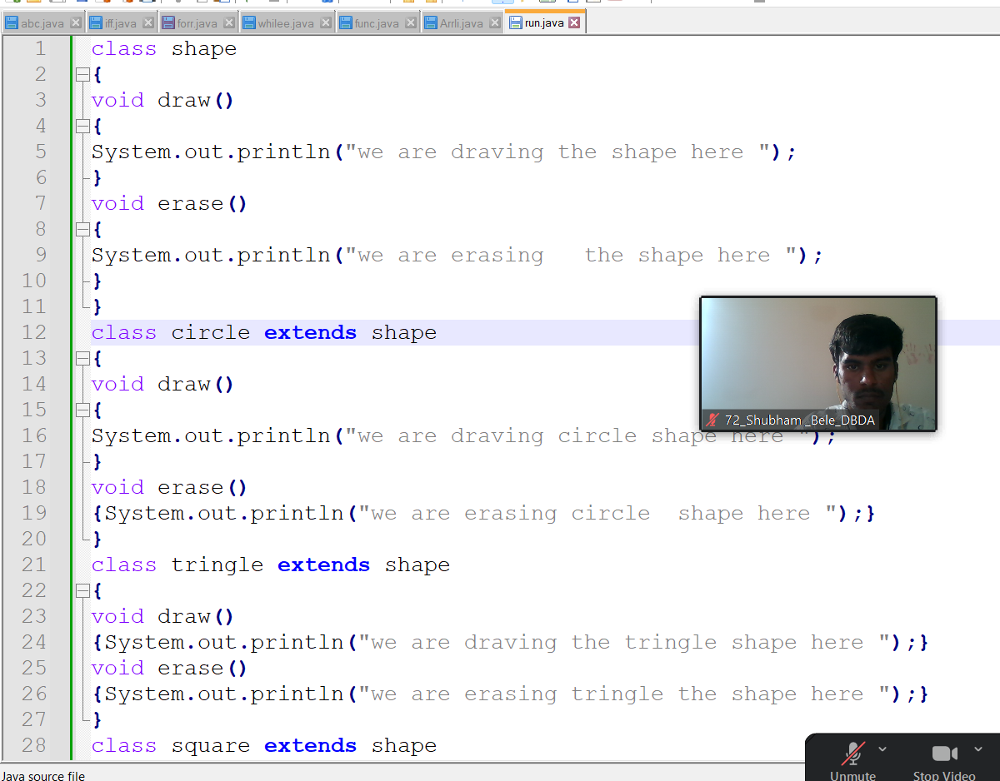 abc.java iff.java forr.java whilee.java func.java Arrli.java run.java
1 class shape
2 {
3 void draw()
4 {
5 System.out.println("we are draving the shape here ");
6 }
7 void erase()
8 {
9 System.out.println("we are erasing   the shape here ");
10 }
11 }
12 class circle extends shape
13 {
14 void draw()
15 {
16 System.out.println("we are draving circle shape here ");
17 }
18 void erase()
19 {System.out.println("we are erasing circle  shape here ");}
20 }
21 class tringle extends shape
22 {
23 void draw()
24 {System.out.println("we are draving the tringle shape here ");}
25 void erase()
26 {System.out.println("we are erasing tringle the shape here ");}
27 }
28 class square extends shape
72_Shubham _Bele_DBDA
Unmute Stop Video
Java source file